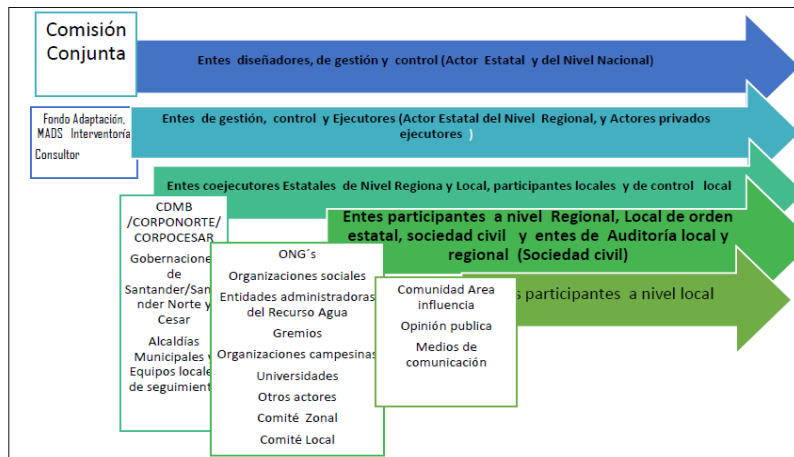 Comisión
Conjunta
Entes diseñadores, de gestión y control (Actor Estatal y del Nivel Nacional)
Fondo Adaptación,
MADS Interventoría
Consultor
Entes de gestión, control y Ejecutores (Actor Estatal del Nivel Regional, y Actores privados
ejecutores )
Entes coejecutores Estatales de Nivel Regiona y Local, participantes locales y de control local
CDMB
/CORPONORTE/
CORPOCESAR
Gobernaciones
de
Santander/San
nder Norte y
Cesar
Alcaldías
Municipales y
Equipos locale
de seguimient
Entes participantes a nivel Regional, Local de orden
estatal, sociedad civil y entes de Auditoría local y
regional (Sociedad civil)
ONG´s
Organizaciones sociales
Entidades administradoras
del Recurso Agua
Gremios
Organizaciones campesinas
Universidades
Otros actores
Comité Zonal
Comité Local
participantes a nivel local
Comunidad Area
influencia
Opinión publica
Medios de
comunicación